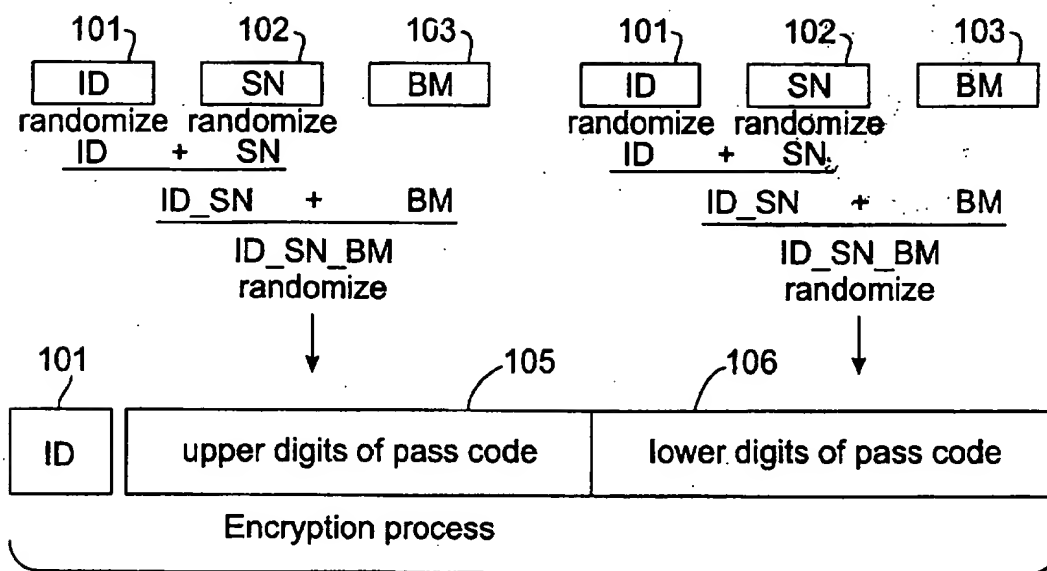 101 102 103 101 102 103
ID SN BM ID SN BM
randomize randomize randomize randomize
ID + SN ID + SN
ID_SN + BM ID_SN + BM
ID_SN_BM ID_SN_BM
randomize randomize
101 105 106
ID upper digits of pass code lower digits of pass code
Encryption process